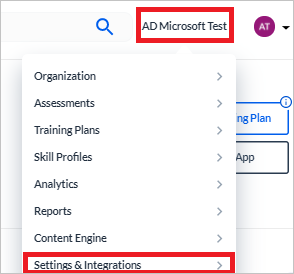 AD Microsoft Test
AT
Organization
Assessments
Training Plans
Skill Profiles
Analytics
Reports
Content Engine
Settings & Integrations
ng Plan
App